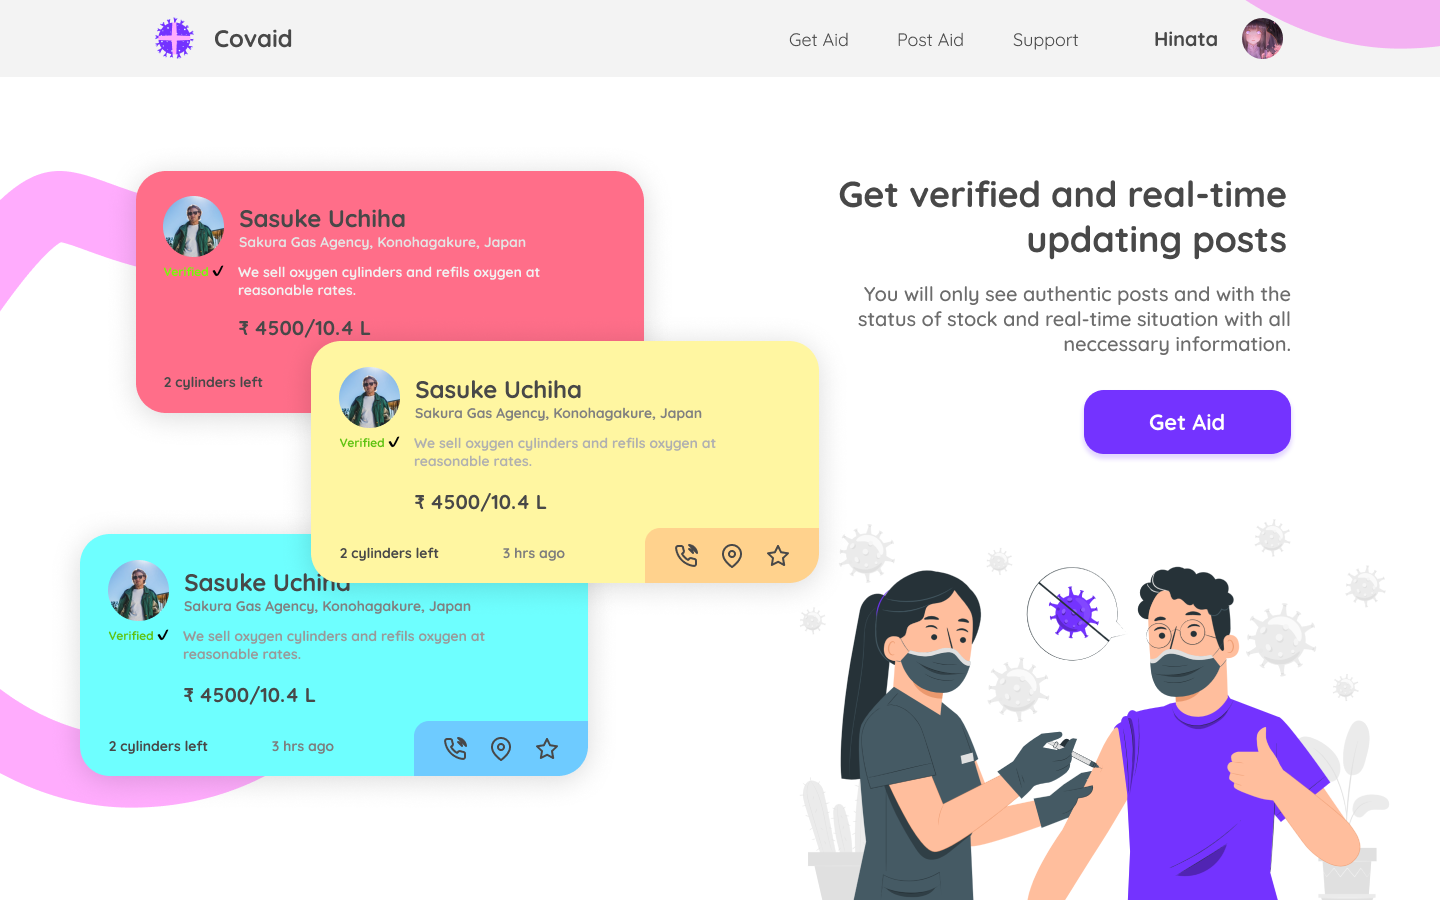 Covaid
Get Aid
Post Aid
Support
Hinata
Sasuke Uchiha
Sakura Gas Agency, Konohagakure, Japan
Verified ✔
We sell oxygen cylinders and refils oxygen at
reasonable rates.
₹ 4500/10.4 L
2 cylinders left
Sasuke Uchiha
Sakura Gas Agency, Konohagakure, Japan
Verified ✔
We sell oxygen cylinders and refils oxygen at
reasonable rates.
₹ 4500/10.4 L
2 cylinders left
3 hrs ago
Sasuke Uchiha
Sakura Gas Agency, Konohagakure, Japan
Verified ✔
We sell oxygen cylinders and refils oxygen at
reasonable rates.
₹ 4500/10.4 L
2 cylinders left
3 hrs ago
Get verified and real-time
updating posts
You will only see authentic posts and with the
status of stock and real-time situation with all
neccessary information.
Get Aid